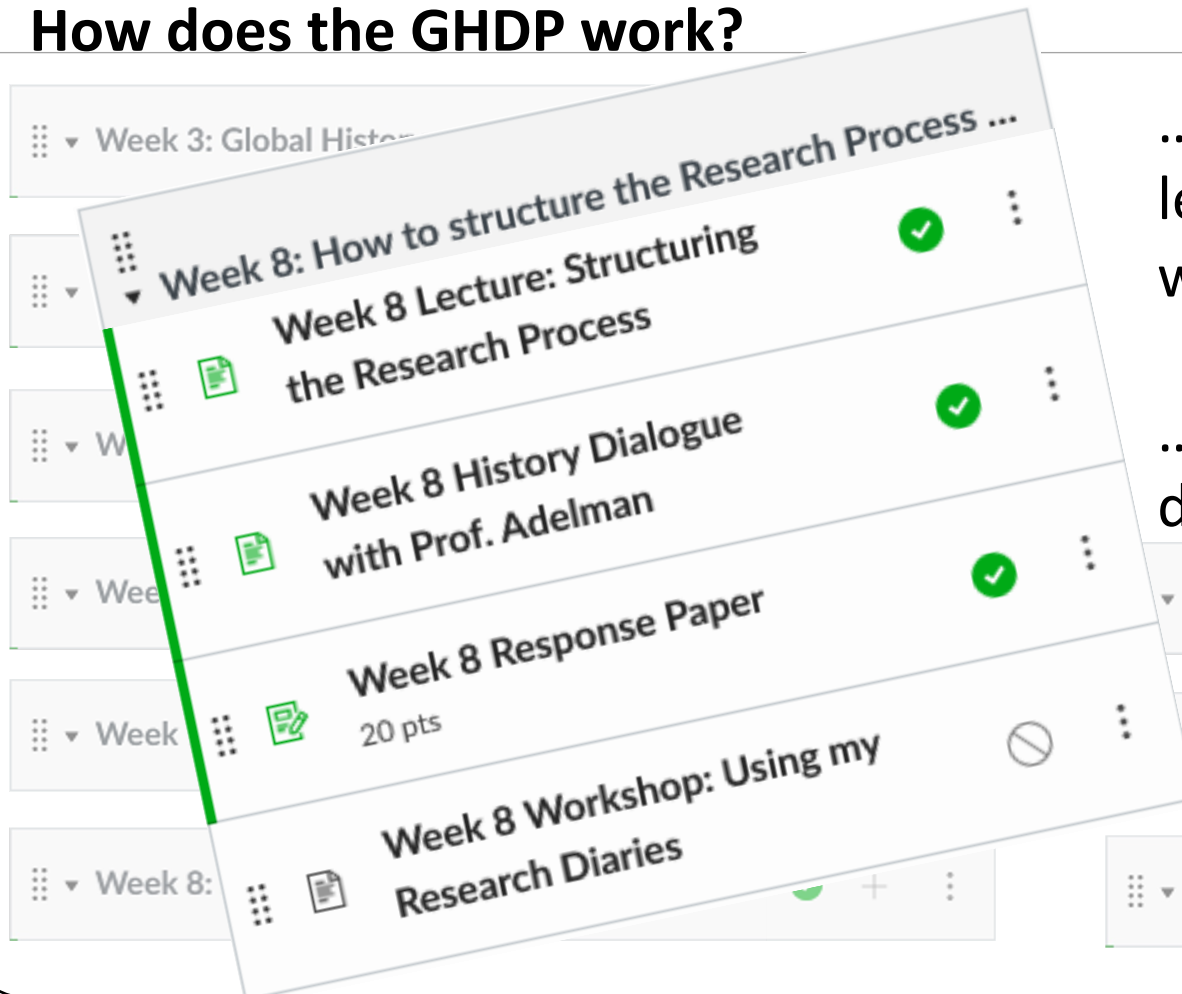 How does the GHDP work?
Week 3: Global Histor
Week 8: How to structure the Research Process ...
Week 8 Lecture: Structuring
the Research Process
Week 8 History Dialogue
with Prof. Adelman
Week 8 Response Paper
20 pts
Week 8 Workshop: Using my
Research Diaries
Wee
Week
Week 8: